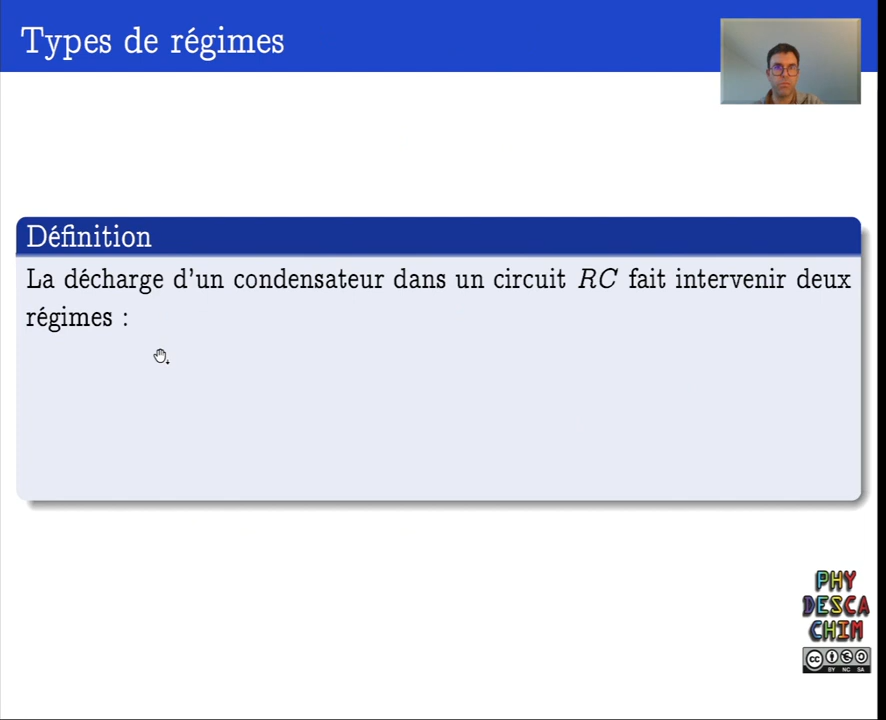 Types de régimes
Définition
La décharge d'un condensateur dans un circuit RC fait intervenir deux
régimes :
PHY
DESCA
CHIM
cc
BY NC SA